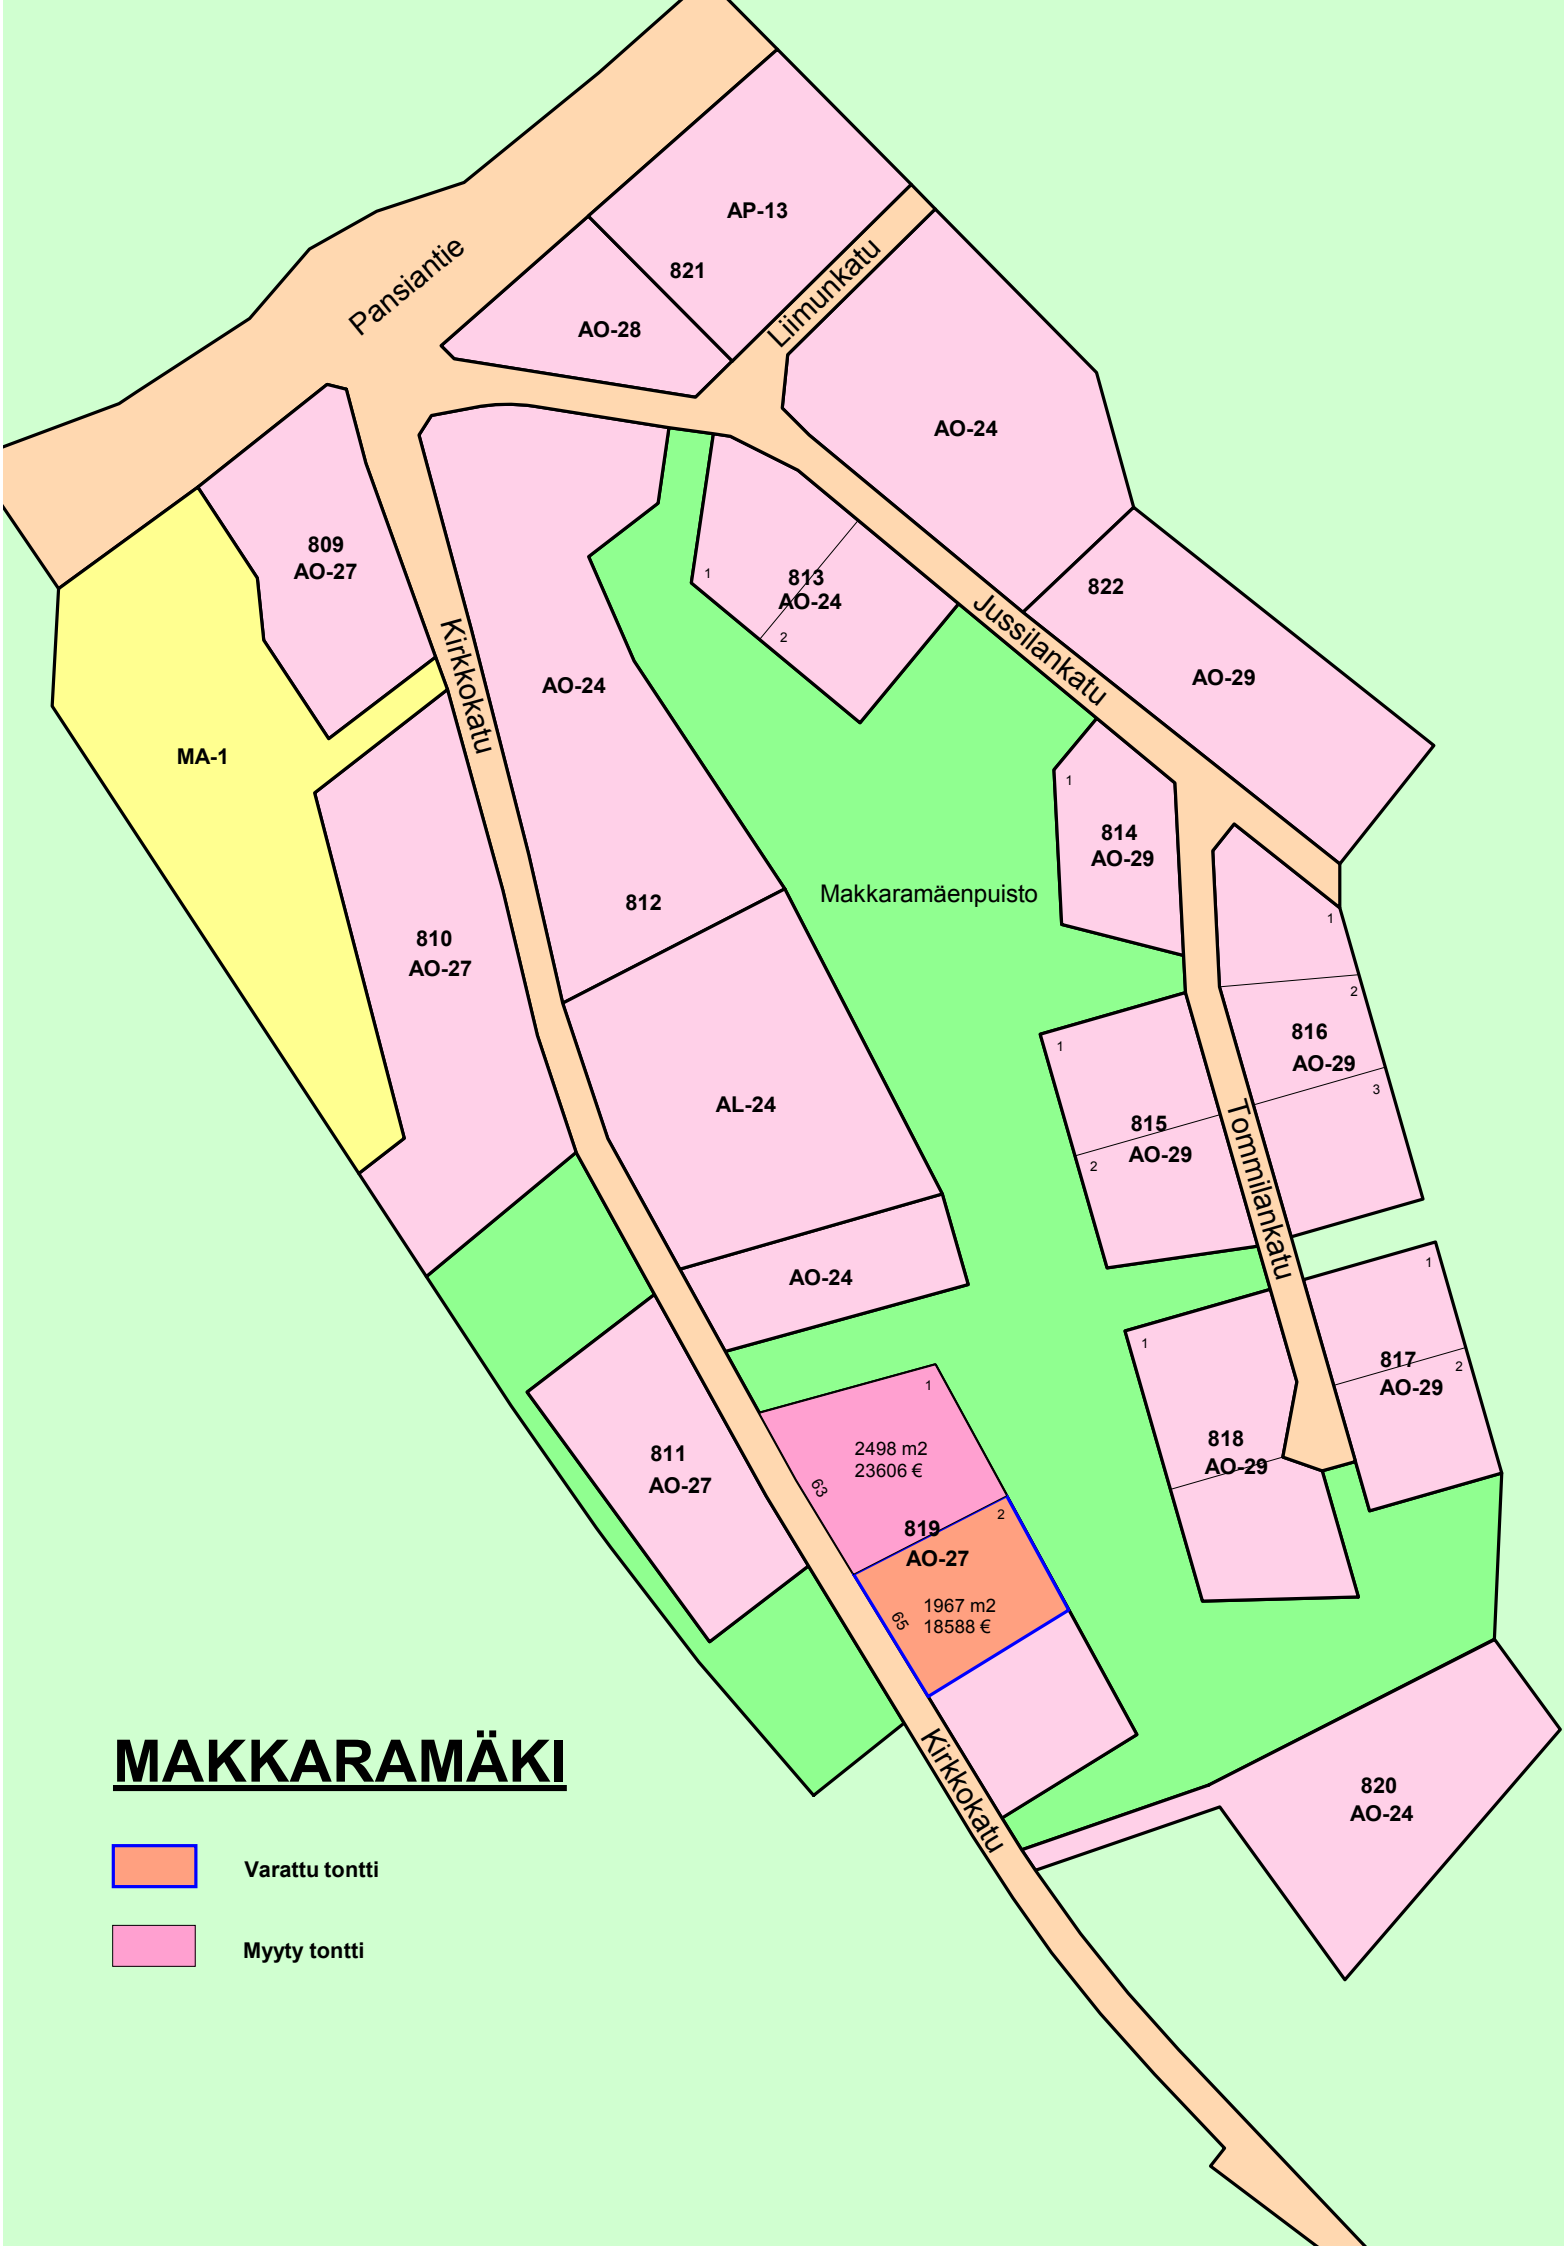 AP-13
821
Pansiantie
Liimunkatu
AO-28
AO-24
809
AO-27
1
813
AO-24
2
822
Jussilankatu
AO-29
Kirkkokatu
AO-24
MA-1
1
814
AO-29
Makkaramäenpuisto
812
1
810
AO-27
2
816
AO-29
3
1
815
AO-29
2
AL-24
Tommilankatu
AO-24
1
817
AO-29
2
1
818
AO-29
1
2498 m2
23606 €
63
811
AO-27
2
819
AO-27
1967 m2
18588 €
65
Kirkkokatu
820
AO-24
MAKKARAMÄKI
Varattu tontti
Myyty tontti